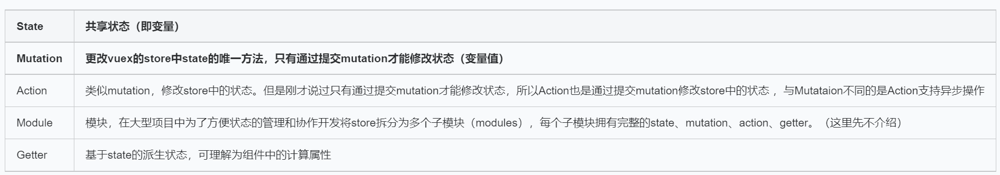 State 共享状态（即变量）
Mutation 更改vuex的store中state的唯一方法，只有通过提交mutation才能修改状态（变量值）
Action 类似mutation，修改store中的状态。但是刚才说过只有通过提交mutation才能修改状态，所以Action也是通过提交mutation修改store中的状态 ，与Mutataion不同的是Action支持异步操作
Module 模块，在大型项目中为了方便状态的管理和协作开发将store拆分为多个子模块（modules），每个子模块拥有完整的state、mutation、action、getter。（这里先不介绍）
Getter 基于state的派生状态，可理解为组件中的计算属性